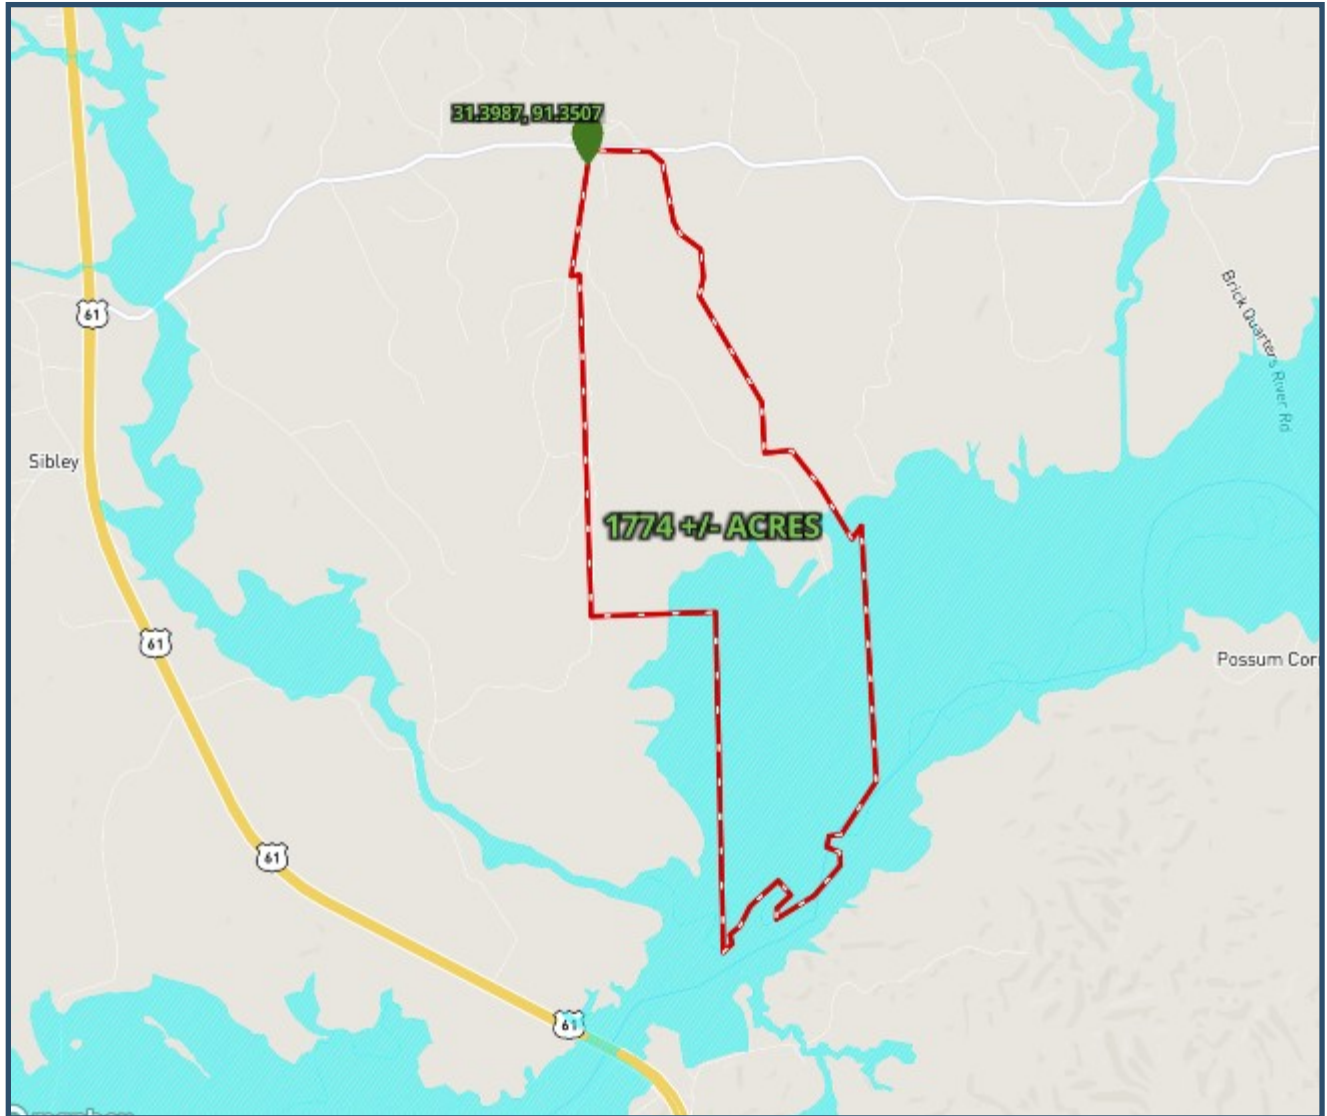 31.3987, 91.3507
61
Brick Quarters River Rd
Sibley
1774 +/- ACRES
61
Possum Cor
61
61